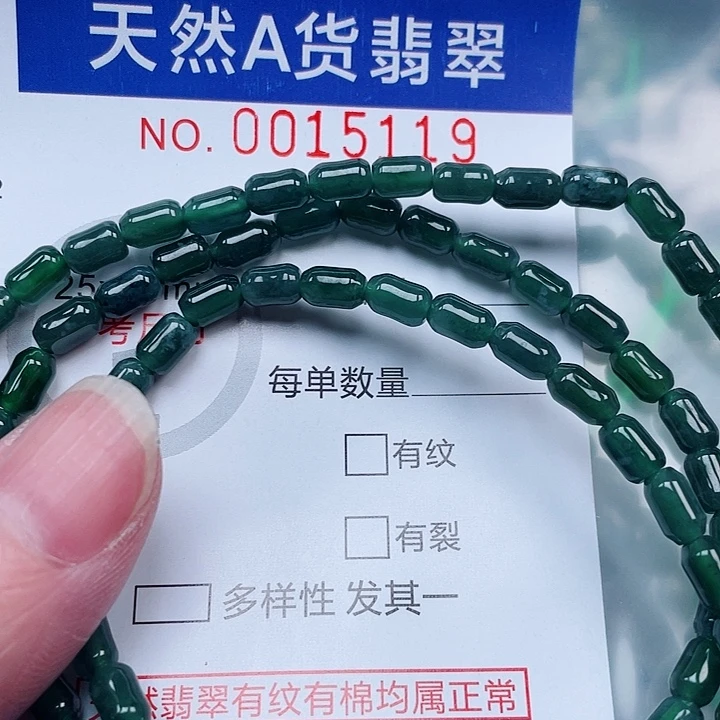 天然A货翡翠
NO. 0015119
每单数量
有纹
有裂
多样性 发其一
然翡翠有纹有棉均属正常